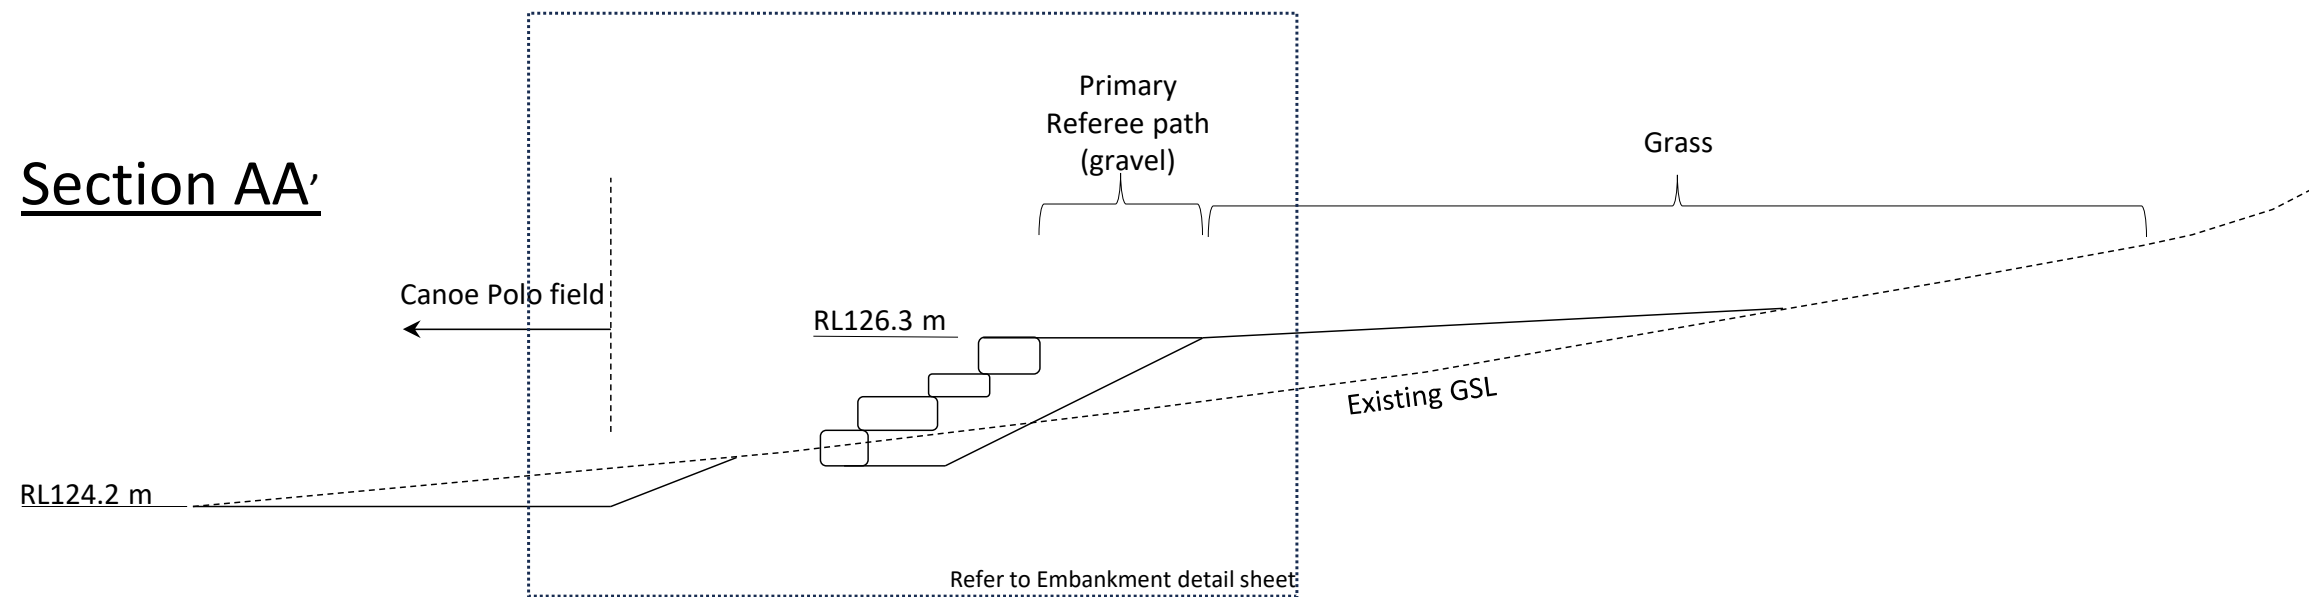 Section AA’
Primary
Referee path
(gravel)
Grass
Canoe Polo field
RL126.3 m
Existing GSL
RL124.2 m
Refer to Embankment detail sheet